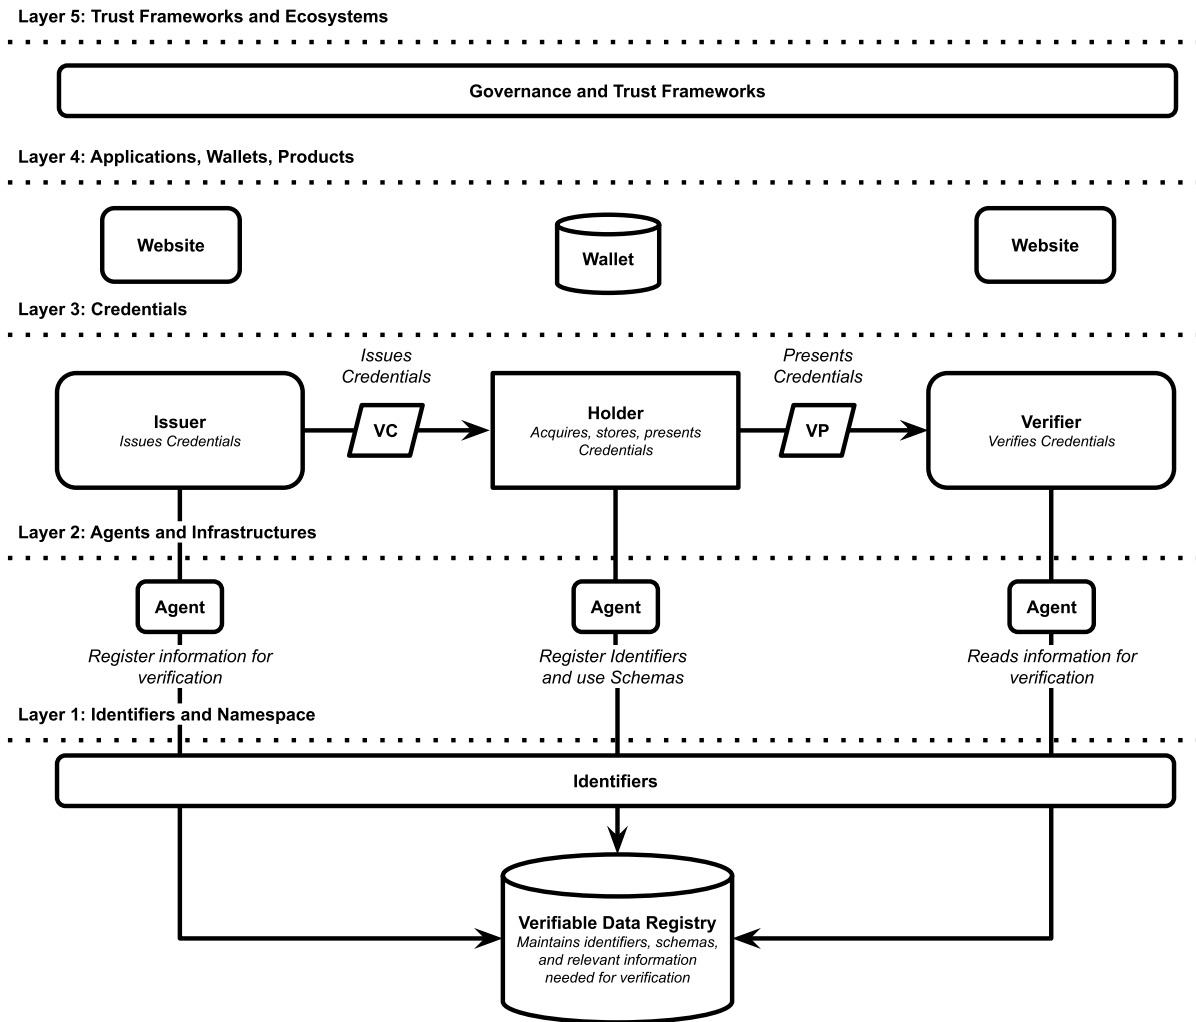 Layer 5: Trust Frameworks and Ecosystems
Governance and Trust Frameworks
Layer 4: Applications, Wallets, Products
Website
Wallet
Website
Layer 3: Credentials
Issues
Credentials
Presents
Credentials
Issuer
Issues Credentials
VC
Holder
Acquires, stores, presents
Credentials
VP
Verifier
Verifies Credentials
Layer 2: Agents and Infrastructures
Agent
Agent
Agent
Register information for
verification
Register Identifiers
and use Schemas
Reads information for
verification
Layer 1: Identifiers and Namespace
Identifiers
Verifiable Data Registry
Maintains identifiers, schemas,
and relevant information
needed for verification